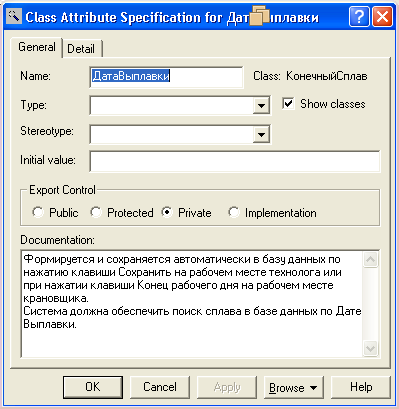 Class Attribute Specification for ДатаВыплавки
General Detail
Name: ДатаВыплавки Class: КонечныйСплав
Type: Show classes
Stereotype:
Initial value:
Export Control
Public Protected Private Implementation
Documentation:
Формируется и сохраняется автоматически в базу данных по
нажатию клавиши Сохранить на рабочем месте технолога или
при нажатии клавиши Конец рабочего дня на рабочем месте
крановщика.
Система должна обеспечить поиск сплава в базе данных по Дате
Выплавки.
OK Cancel Apply Browse Help